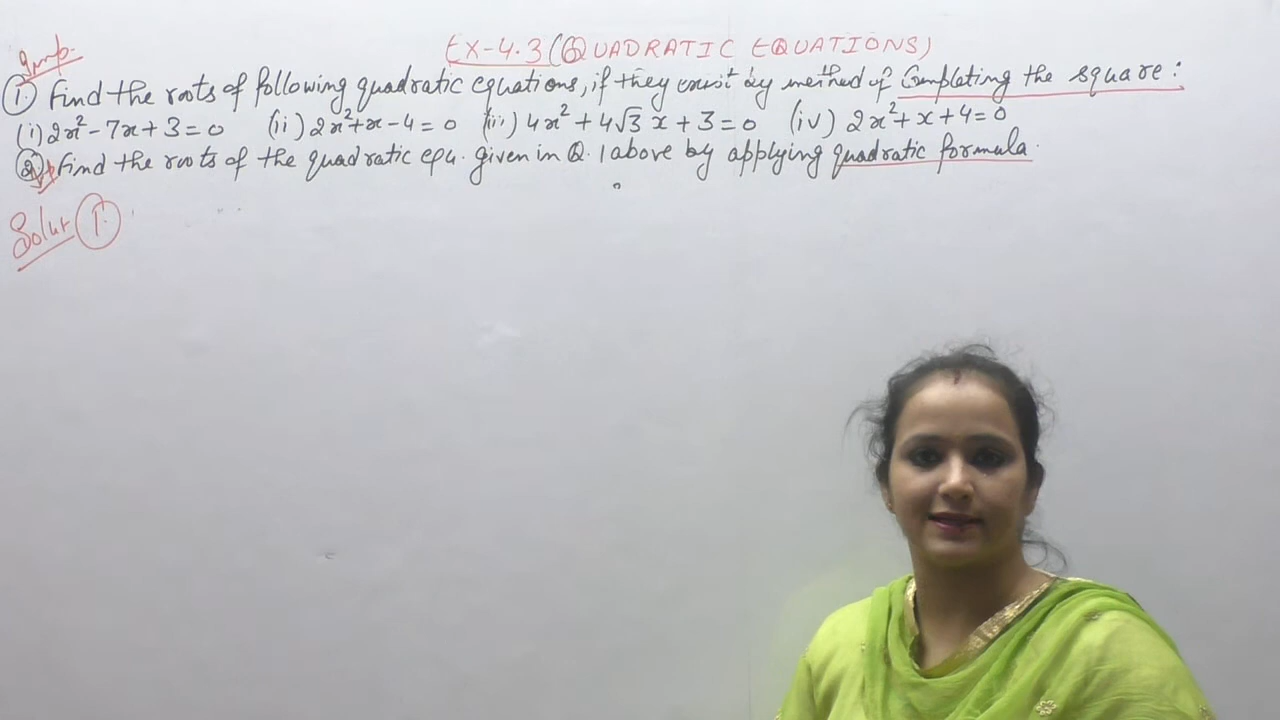 EX-4.3 (QUADRATIC EQUATIONS)
Imp.
(1.) Find the roots of following quadratic equations, if they exist by method of Completing the square:
(i) 2x² - 7x + 3 = 0 (ii) 2x² + x - 4 = 0 (iii) 4x² + 4√3 x + 3 = 0 (iv) 2x² + x + 4 = 0
(2) Find the roots of the quadratic equ. given in Q. 1 above by applying quadratic formula.
Solut (1.)